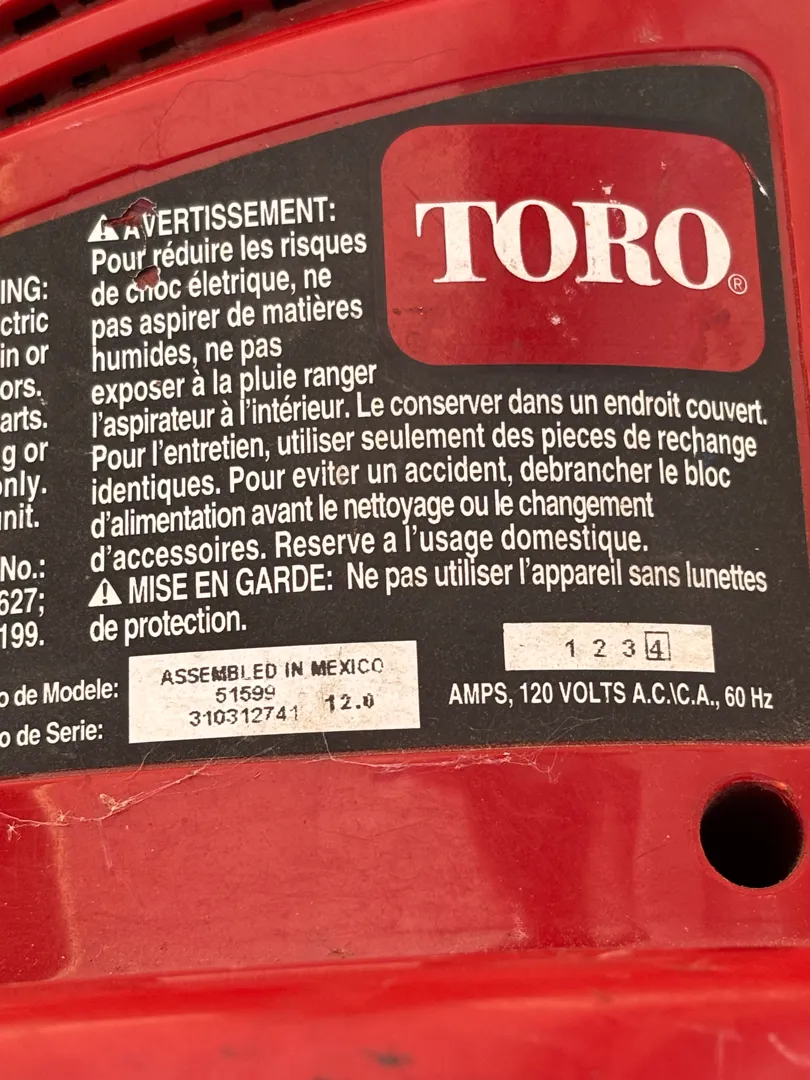 TORO®
ING:
ctric
in or
ors.
arts.
g or
only.
unit.
No.:
627;
199.
AVERTISSEMENT:
Pour réduire les risques
de choc életrique, ne
pas aspirer de matières
humides, ne pas
exposer à la pluie ranger
l'aspirateur à l'intérieur. Le conserver dans un endroit couvert.
Pour l'entretien, utiliser seulement des pieces de rechange
identiques. Pour eviter un accident, debrancher le bloc
d'alimentation avant le nettoyage ou le changement
d'accessoires. Reserve a l'usage domestique.
MISE EN GARDE: Ne pas utiliser l'appareil sans lunettes
de protection.
o de Modele:
o de Serie:
ASSEMBLED IN MEXICO
51599
310312741 12.0
1 2 3 4
AMPS, 120 VOLTS A.C.\C.A., 60 Hz